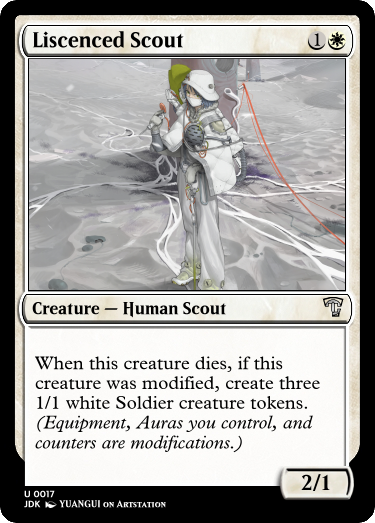 Liscenced Scout 1
Creature — Human Scout
When this creature dies, if this
creature was modified, create three
1/1 white Soldier creature tokens.
(Equipment, Auras you control, and
counters are modifications.)
2/1
U 0017
JDK YUANGUI ON ARTSTATION